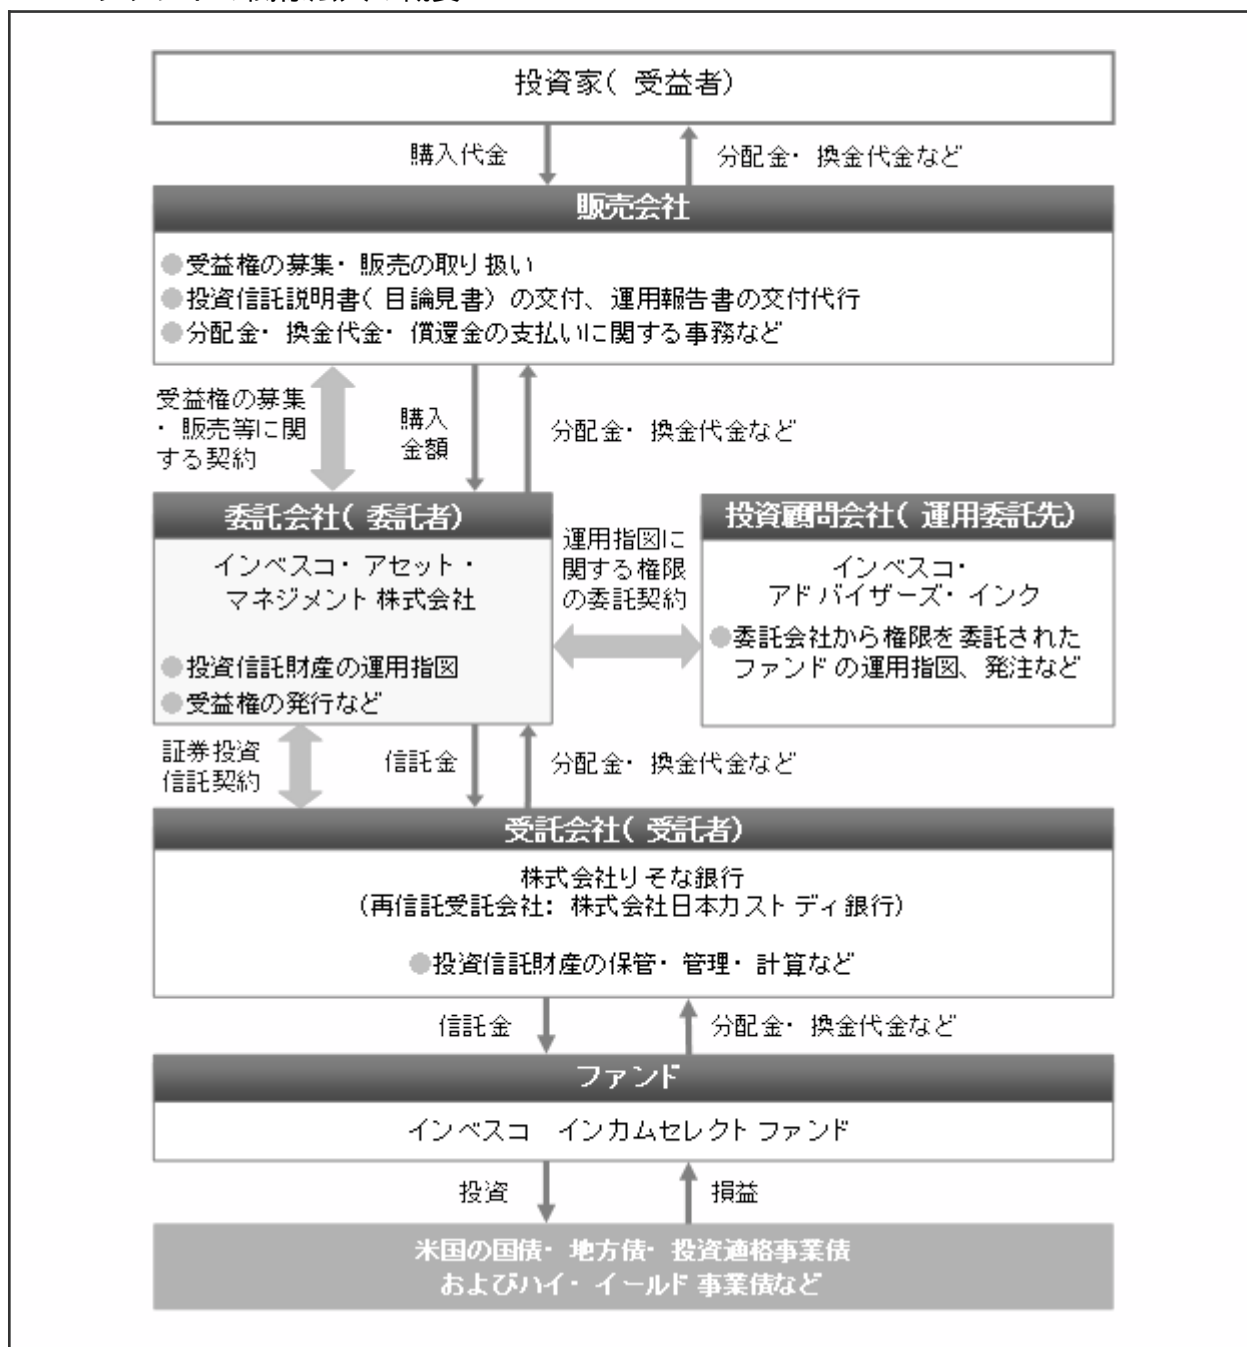 投資家(受益者)
購入代金
分配金・換金代金など
販売会社
●受益権の募集・販売の取り扱い
●投資信託説明書(目論見書)の交付、運用報告書の交付代行
●分配金・換金代金・償還金の支払いに関する事務など
受益権の募集
・販売等に関
する契約
購入
金額
分配金・換金代金など
委託会社(委託者)
インベスコ・アセット・
マネジメント株式会社
●投資信託財産の運用指図
●受益権の発行など
運用指図に
関する権限
の委託契約
投資顧問会社(運用委託先)
インベスコ・
アドバイザーズ・インク
●委託会社から権限を委託された
ファンドの運用指図、発注など
証券投資
信託契約
信託金
分配金・換金代金など
受託会社(受託者)
株式会社りそな銀行
(再信託受託会社:株式会社日本カストディ銀行)
●投資信託財産の保管・管理・計算など
信託金
分配金・換金代金など
ファンド
インベスコ インカムセレクトファンド
投資
損益
米国の国債・地方債・投資適格事業債
およびハイ・イールド事業債など